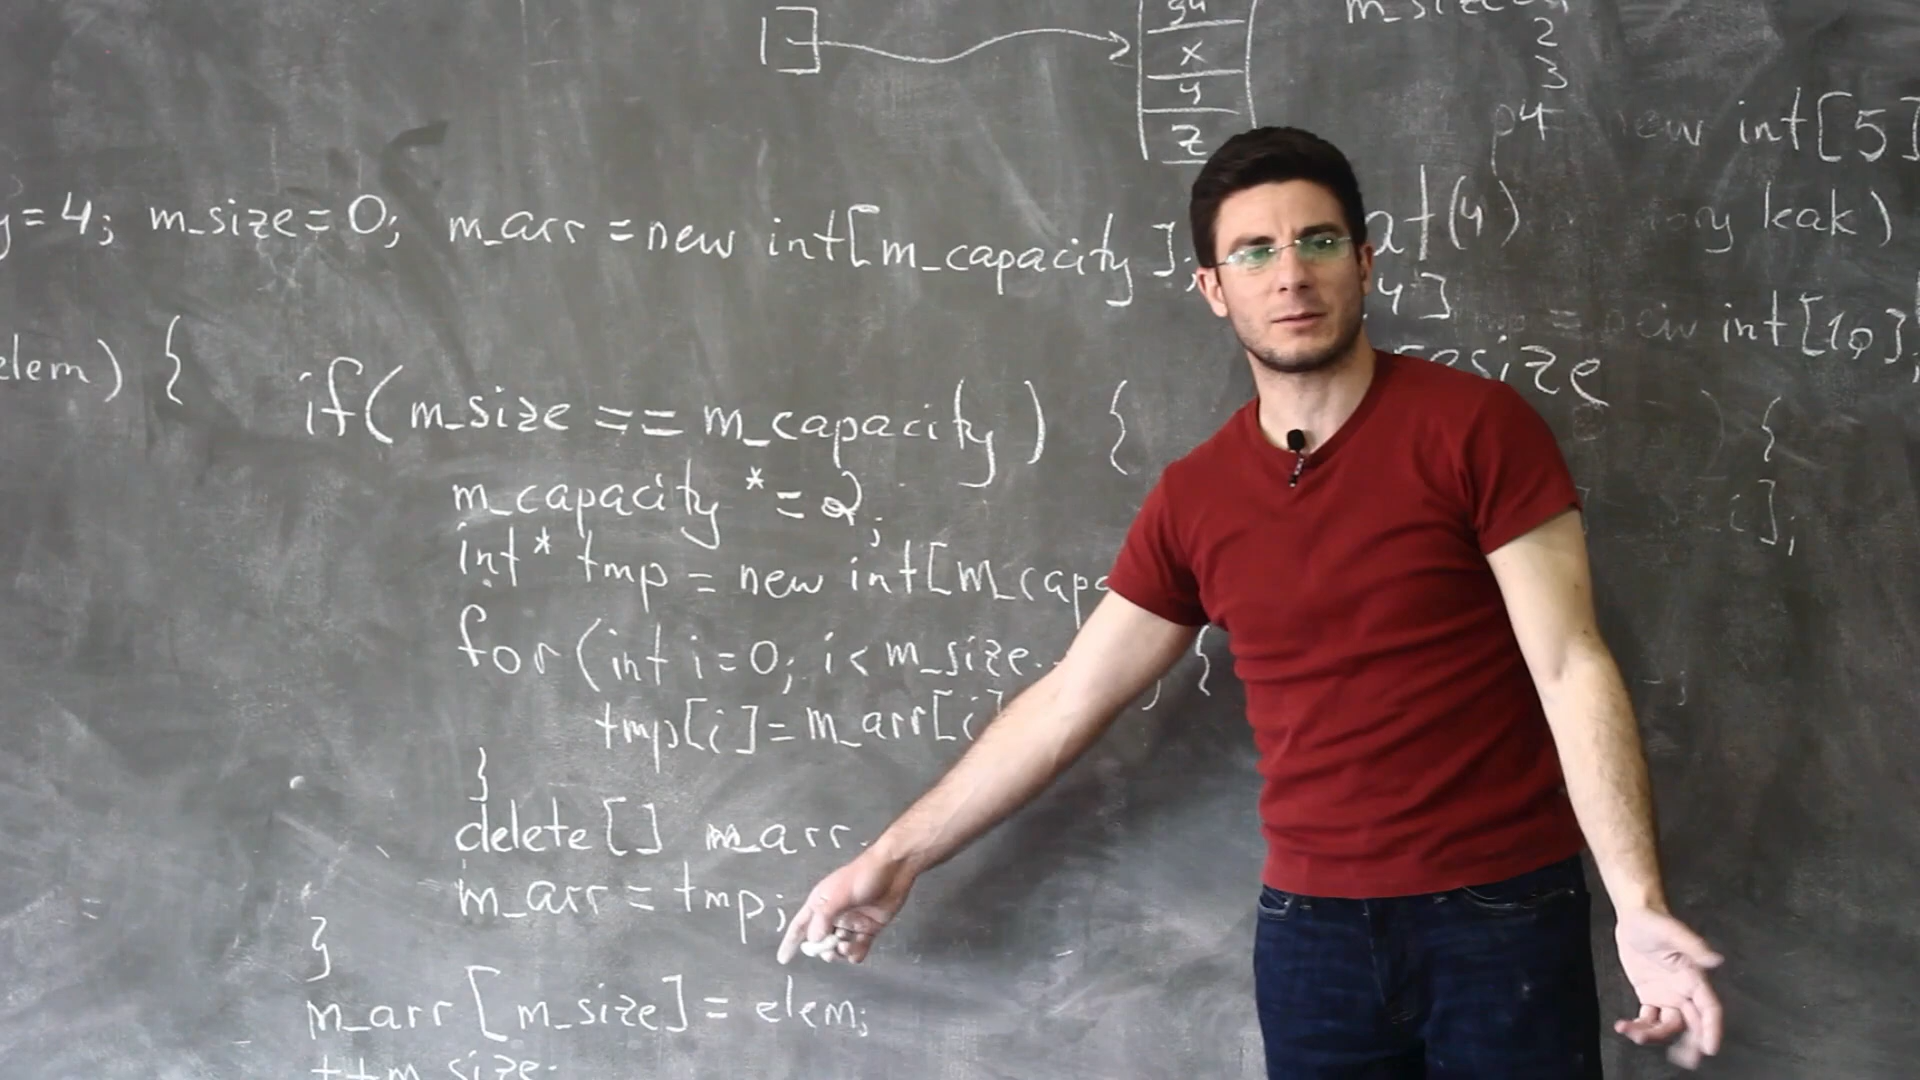 x
y
z
m_size
2
3
p4 new int[5]
=4; m_size=0; m_arr =new int[m_capacity];
at(4) leak)
4]
= new int[10];
elem) {
resize
if(m_size == m_capacity) {
) {
m_capacity *=2;
int* tmp = new int[m_capa
for(int i=0; i<m_size {
tmp[i]=m_arr[i]
}
delete[] m_arr
m_arr = tmp;
}
m_arr[m_size]= elem;
++m_size;